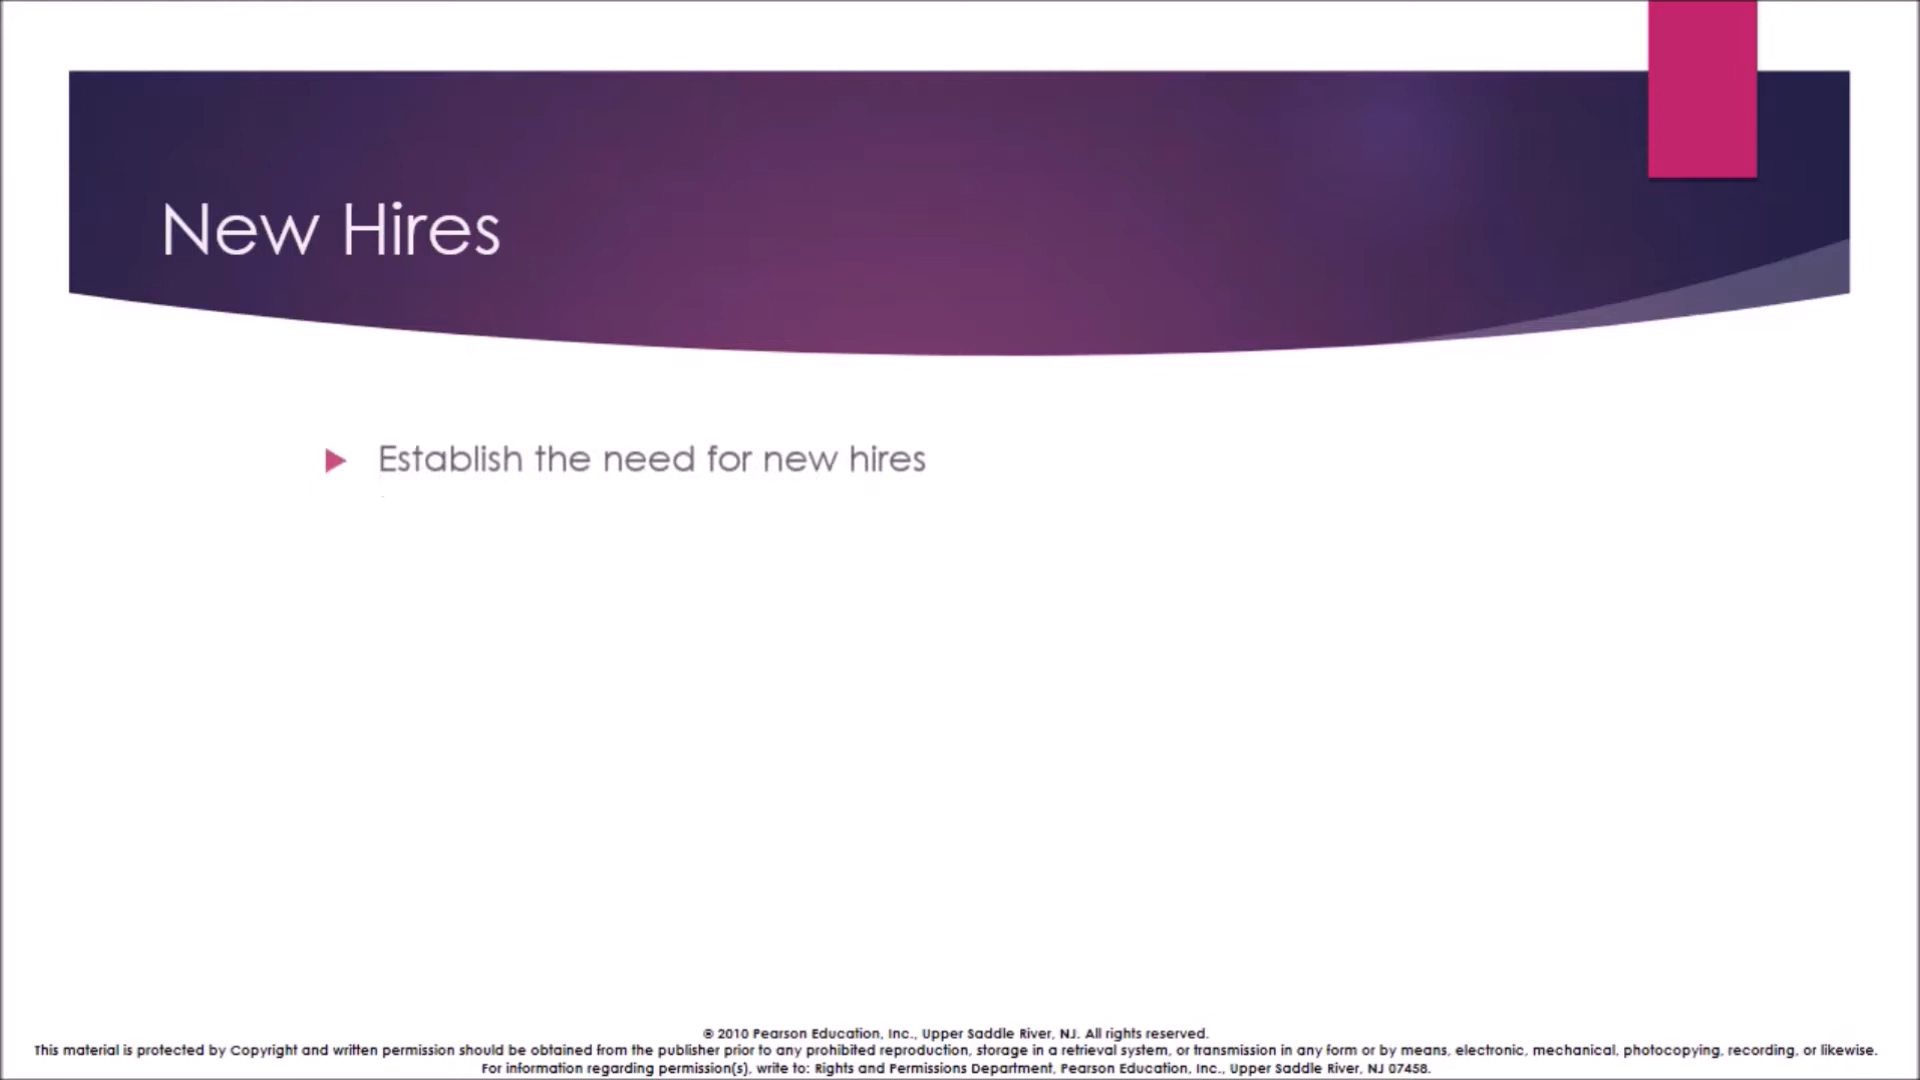 New Hires
Establish the need for new hires
© 2010 Pearson Education, Inc., Upper Saddle River, NJ. All rights reserved.
This material is protected by Copyright and written permission should be obtained from the publisher prior to any prohibited reproduction, storage in a retrieval system, or transmission in any form or by means, electronic, mechanical, photocopying, recording, or likewise.
For information regarding permission(s), write to: Rights and Permissions Department, Pearson Education, Inc., Upper Saddle River, NJ 07458.